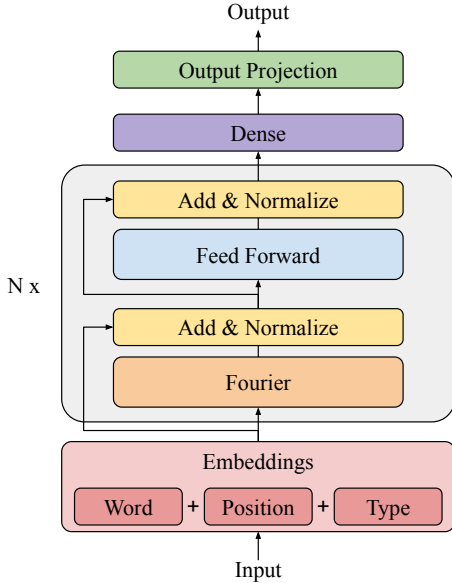 Output
Output Projection
Dense
Add & Normalize
Feed Forward
N x
Add & Normalize
Fourier
Embeddings
Word + Position + Type
Input